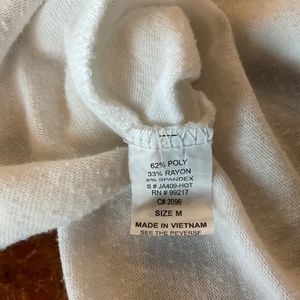 62% POLY
33% RAYON
5% SPANDEX
S # JA409-HOT
RN # 99217
C# 2096
SIZE M
MADE IN VIETNAM
SEE THE REVERSE